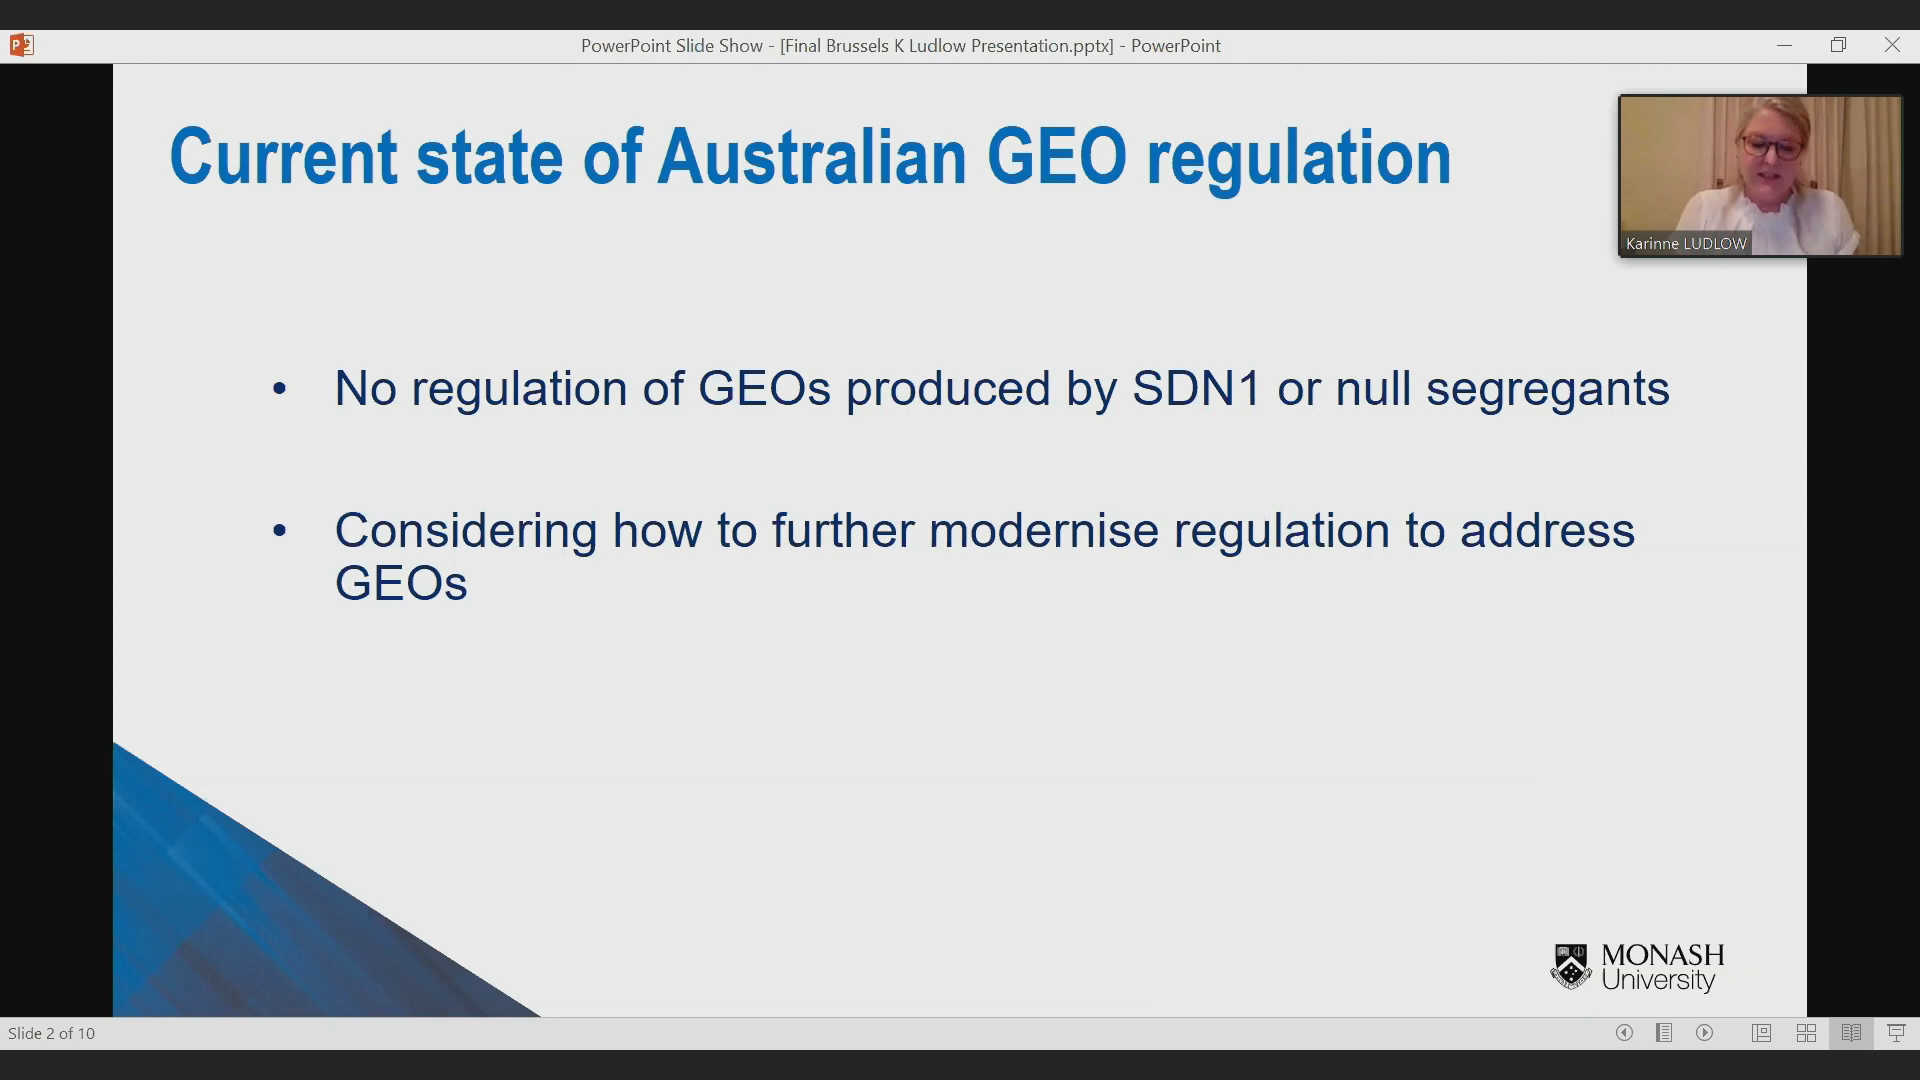 PowerPoint Slide Show - [Final Brussels K Ludlow Presentation.pptx] - PowerPoint
Current state of Australian GEO regulation
Karinne LUDLOW
• No regulation of GEOs produced by SDN1 or null segregants
• Considering how to further modernise regulation to address
GEOs
MONASH
University
Slide 2 of 10